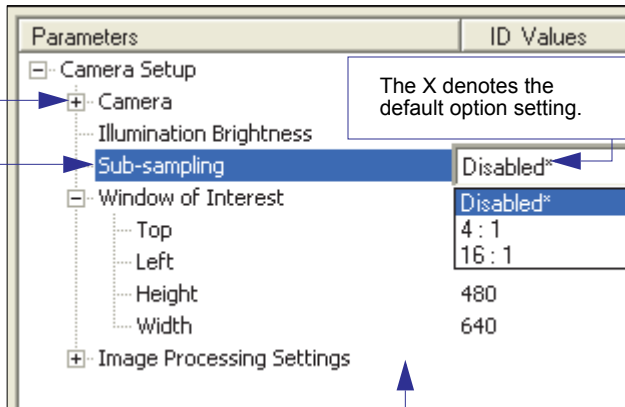 Parameters ID Values
Camera Setup
The X denotes the
default option setting.
Camera
Illumination Brightness
Sub-sampling Disabled*
Window of Interest Disabled*
Top 4 : 1
Left 16 : 1
Height 480
Width 640
Image Processing Settings